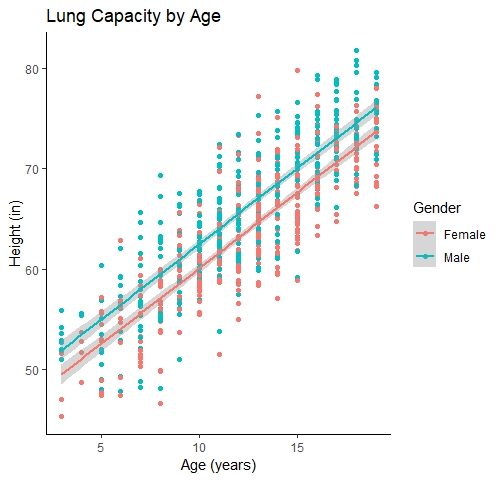 Lung Capacity by Age
80
70
60
50
Height (in)
5
10
15
Age (years)
Gender
Female
Male